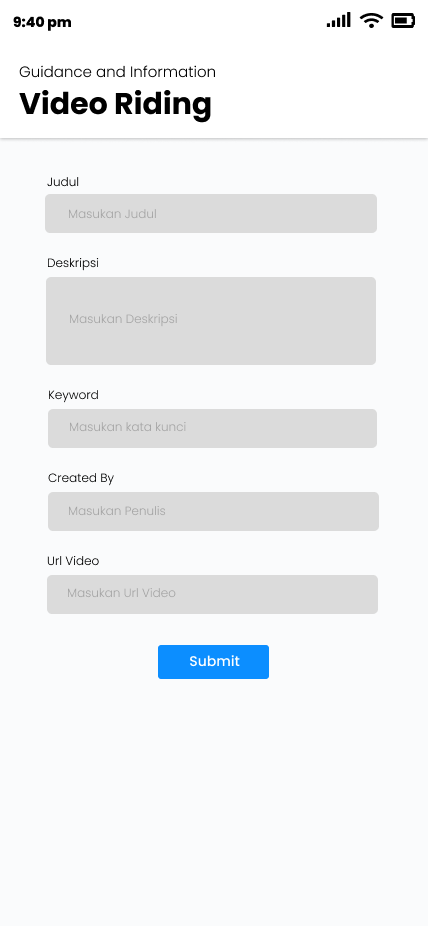 9:40 pm
Guidance and Information
Video Riding
Judul
Masukan Judul
Deskripsi
Masukan Deskripsi
Keyword
Masukan kata kunci
Created By
Masukan Penulis
Url Video
Masukan Url Video
Submit